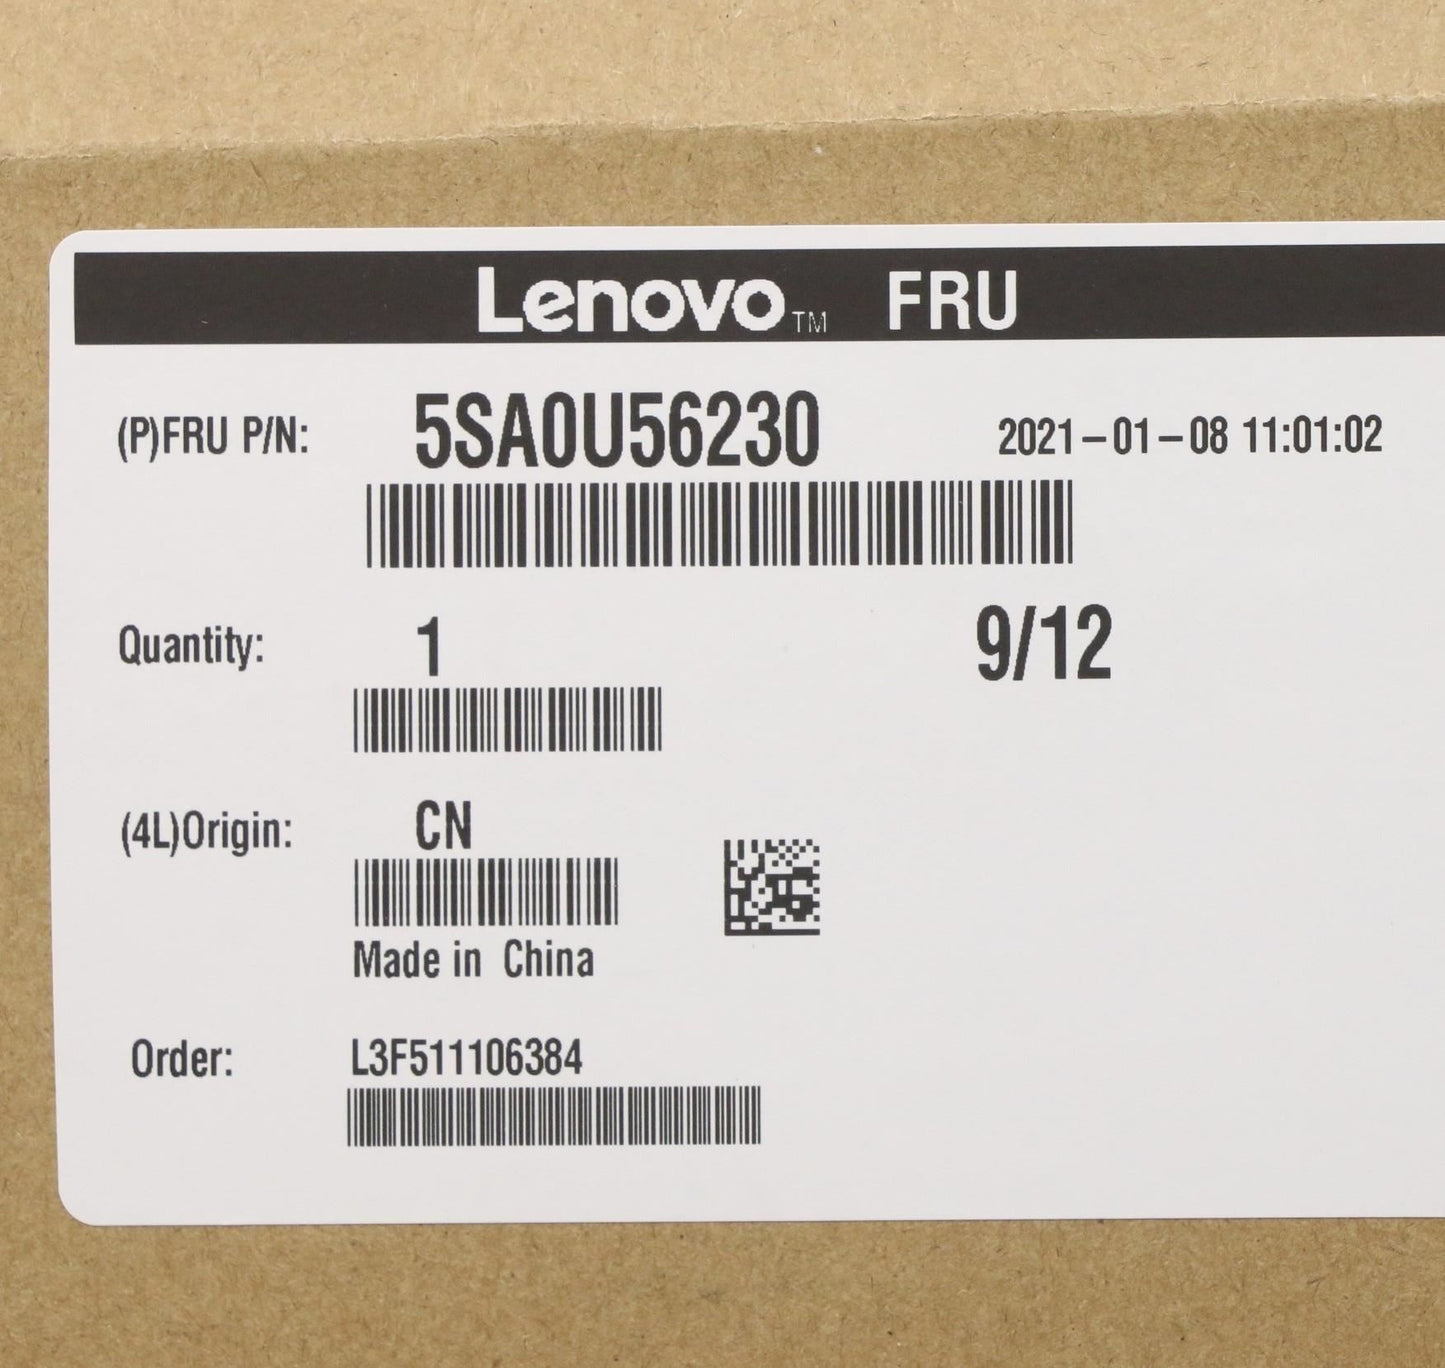 Lenovo™ FRU
(P)FRU P/N: 5SA0U56230 2021-01-08 11:01:02
Quantity: 1 9/12
(4L)Origin: CN
Made in China
Order: L3F511106384